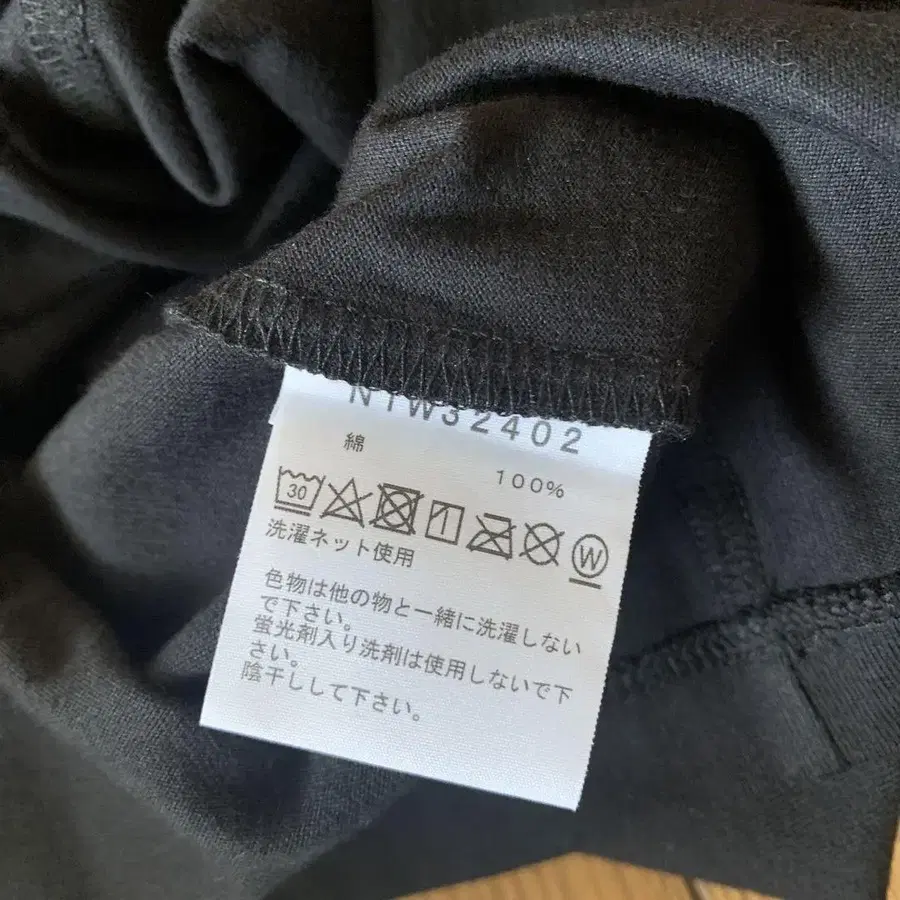 NTW32402
綿 100%
30 W
洗濯ネット使用
色物は他の物と一緒に洗濯しない
で下さい。
蛍光剤入り洗剤は使用しないで下
さい。
陰干しして下さい。